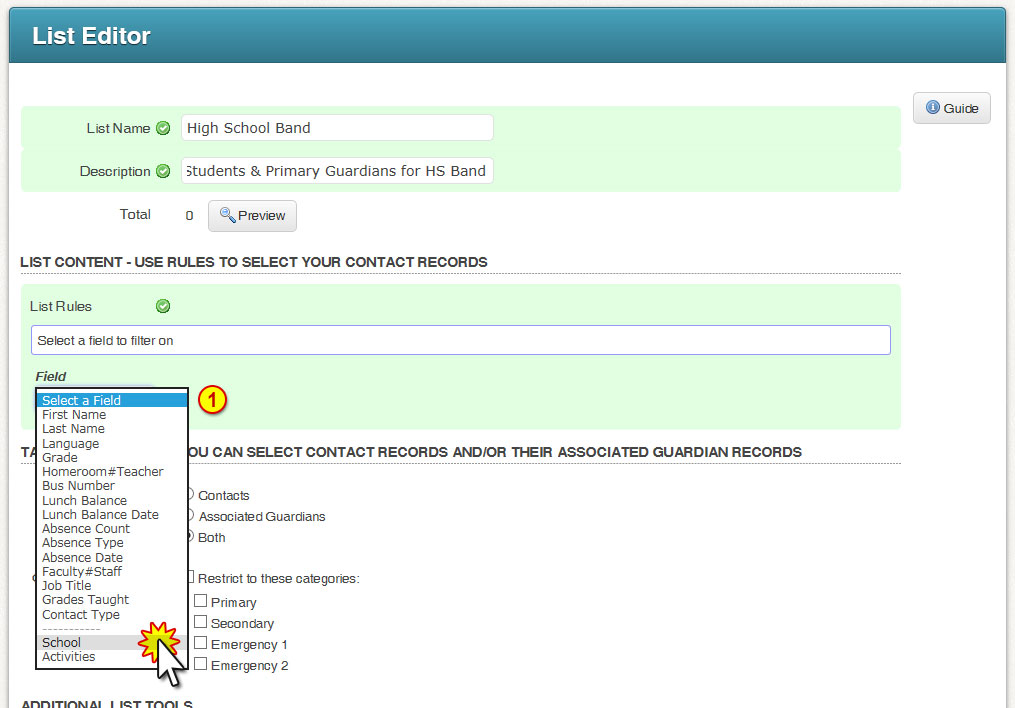 List Editor
Guide
List Name
High School Band
Description
Students & Primary Guardians for HS Band
Total 0 Preview
LIST CONTENT - USE RULES TO SELECT YOUR CONTACT RECORDS
List Rules
Select a field to filter on
Field
1
Select a Field
First Name
Last Name
Language
Grade
Homeroom#Teacher
Bus Number
Lunch Balance
Lunch Balance Date
Absence Count
Absence Type
Absence Date
Faculty#Staff
Job Title
Grades Taught
Contact Type
-----------
School
Activities
OU CAN SELECT CONTACT RECORDS AND/OR THEIR ASSOCIATED GUARDIAN RECORDS
Contacts
Associated Guardians
Both
Restrict to these categories:
Primary
Secondary
Emergency 1
Emergency 2
ADDITIONAL LIST TOOLS